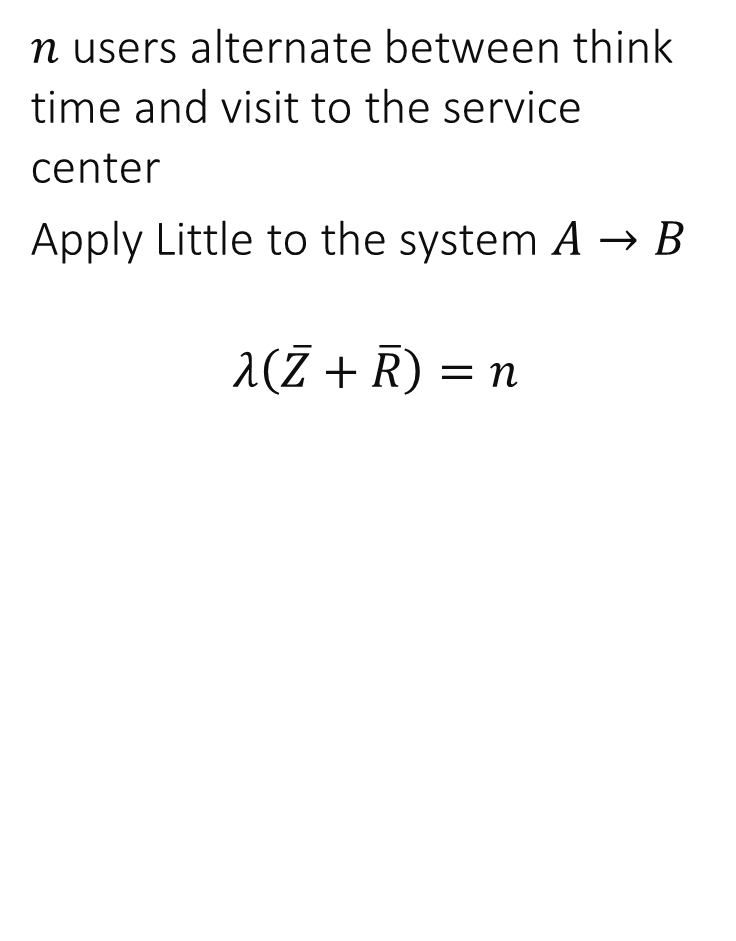 𝑛 users alternate between think
time and visit to the service
center
Apply Little to the system 𝐴 → 𝐵
𝜆(𝑍̅ + 𝑅̅) = 𝑛